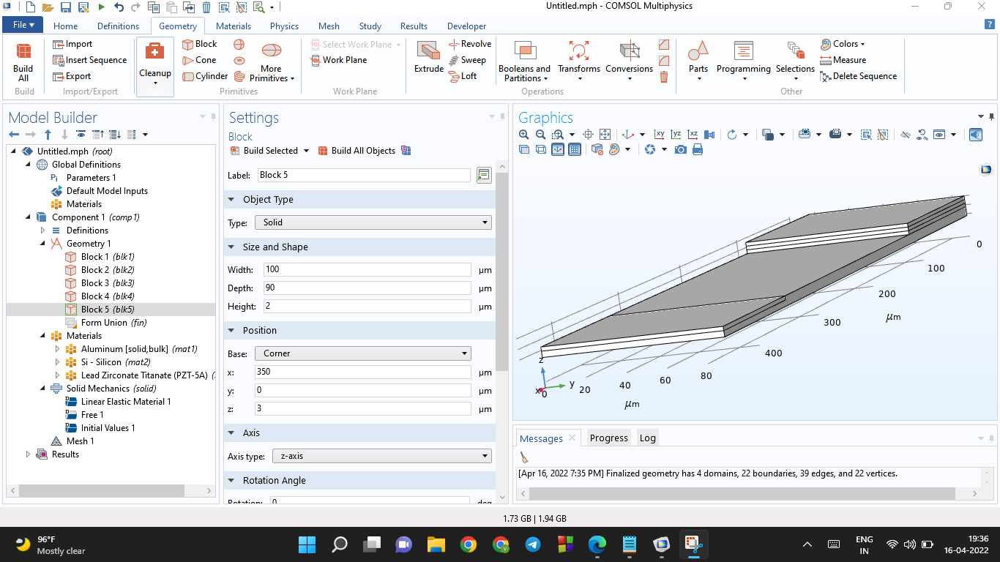 Untitled.mph - COMSOL Multiphysics
File Home Definitions Geometry Materials Physics Mesh Study Results Developer
Build All
Build
Import
Insert Sequence
Export
Import/Export
Cleanup
Block
Cone
Cylinder
More Primitives
Primitives
Select Work Plane
Work Plane
Work Plane
Extrude
Revolve
Sweep
Loft
Booleans and Partitions
Transforms
Conversions
Operations
Parts
Programming
Selections
Colors
Measure
Delete Sequence
Other
Model Builder
Untitled.mph (root)
Global Definitions
Pi Parameters 1
Default Model Inputs
Materials
Component 1 (comp1)
Definitions
Geometry 1
Block 1 (blk1)
Block 2 (blk2)
Block 3 (blk3)
Block 4 (blk4)
Block 5 (blk5)
Form Union (fin)
Materials
Aluminum [solid,bulk] (mat1)
Si - Silicon (mat2)
Lead Zirconate Titanate (PZT-5A) (
Solid Mechanics (solid)
Linear Elastic Material 1
Free 1
Initial Values 1
Mesh 1
Results
Settings
Block
Build Selected Build All Objects
Label: Block 5
Object Type
Type: Solid
Size and Shape
Width: 100 µm
Depth: 90 µm
Height: 2 µm
Position
Base: Corner
x: 350 µm
y: 0 µm
z: 3 µm
Axis
Axis type: z-axis
Rotation Angle
Rotation: 0 deg
Graphics
xy yz xz
0
100
200
µm
300
400
80
60
40
20
0
µm
z
y
x
Messages Progress Log
[Apr 16, 2022 7:35 PM] Finalized geometry has 4 domains, 22 boundaries, 39 edges, and 22 vertices.
1.73 GB | 1.94 GB
96°F
Mostly clear
ENG
IN
19:36
16-04-2022